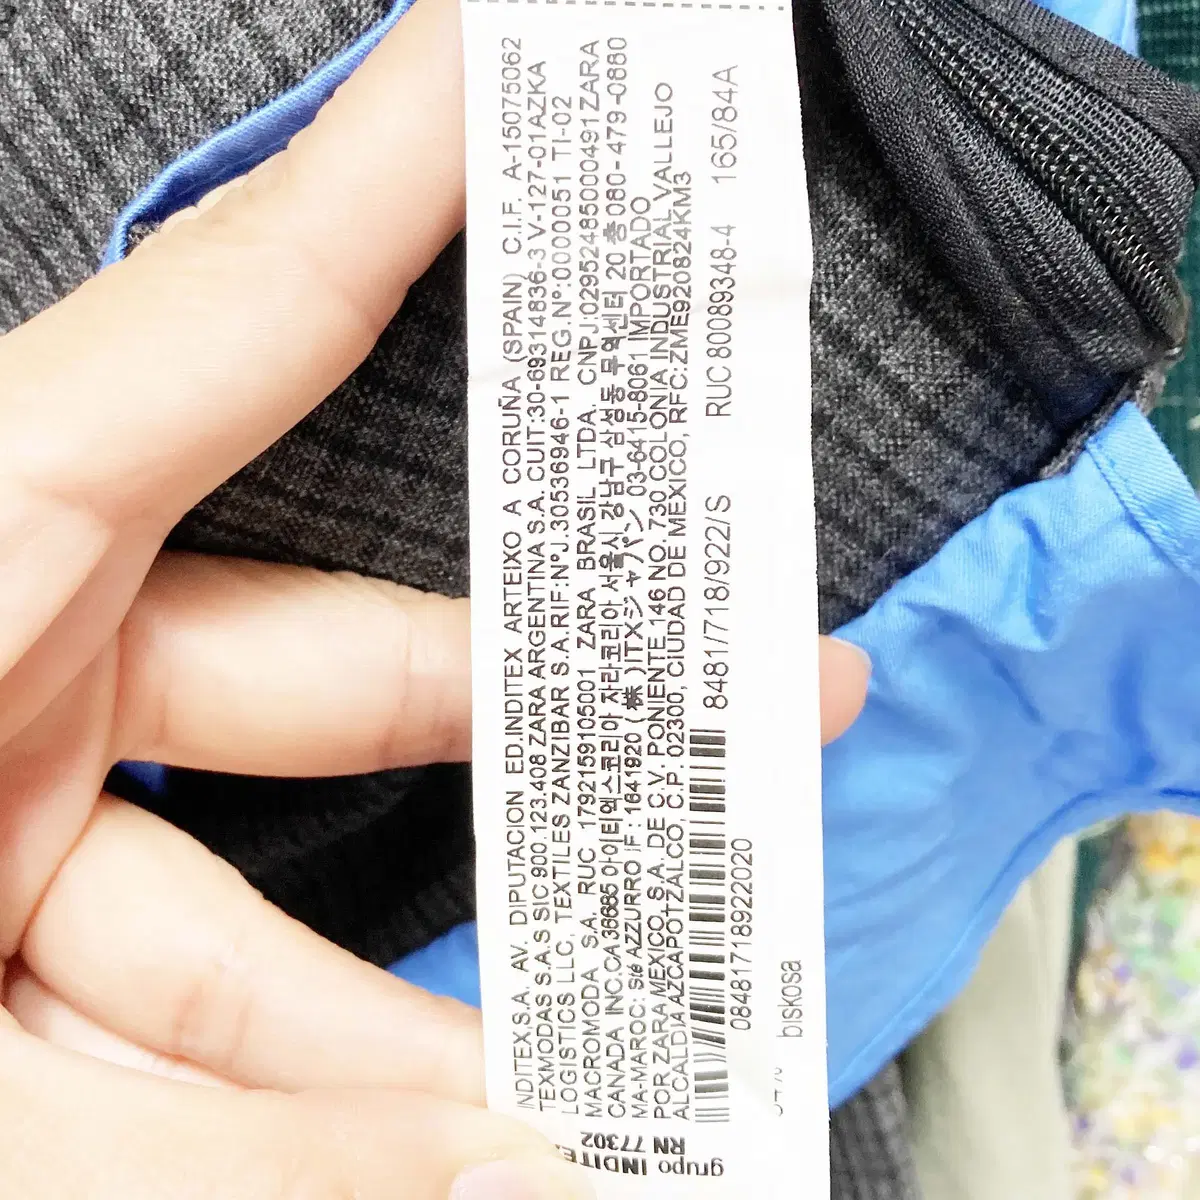 INDITEX,S.A. AV. DIPUTACION ED.INDITEX ARTEIXO A CORUÑA (SPAIN) C.I.F. A-15075062
TEXMODAS S.A.S SIC 900.123.408 ZARA ARGENTINA S.A. CUIT:30-69314836-3 V-127-01AZKA
LOGISTICS LLC, TEXTILES ZANZIBAR S.A.RIF:NºJ.30536946-1 REG.Nº:0000051 TI-02
MACROMODA S.A. RUC 1792159105001 ZARA BRASIL LTDA. CNPJ:02952485000491ZARA
CANADA INC.CA 36685 아이티엑스코리아 자라코리아 서울시 강남구 삼성동 무역센터 20 층 080-479-0880
MA-MAROC: Sté AZZURRO IF : 1641920 (株)ITXジャパン 03-6415-8061 IMPORTADO
POR ZARA MEXICO, S.A. DE C.V. PONIENTE 146 NO. 730 COLONIA INDUSTRIAL VALLEJO
ALCALDIA AZCAPOTZALCO, C.P. 02300, CIUDAD DE MEXICO, RFC:ZME920824KM3
8481/718/922/S RUC 80089348-4 165/84A
08481718922020
biskosa
grupo
INDITE
RN 77302